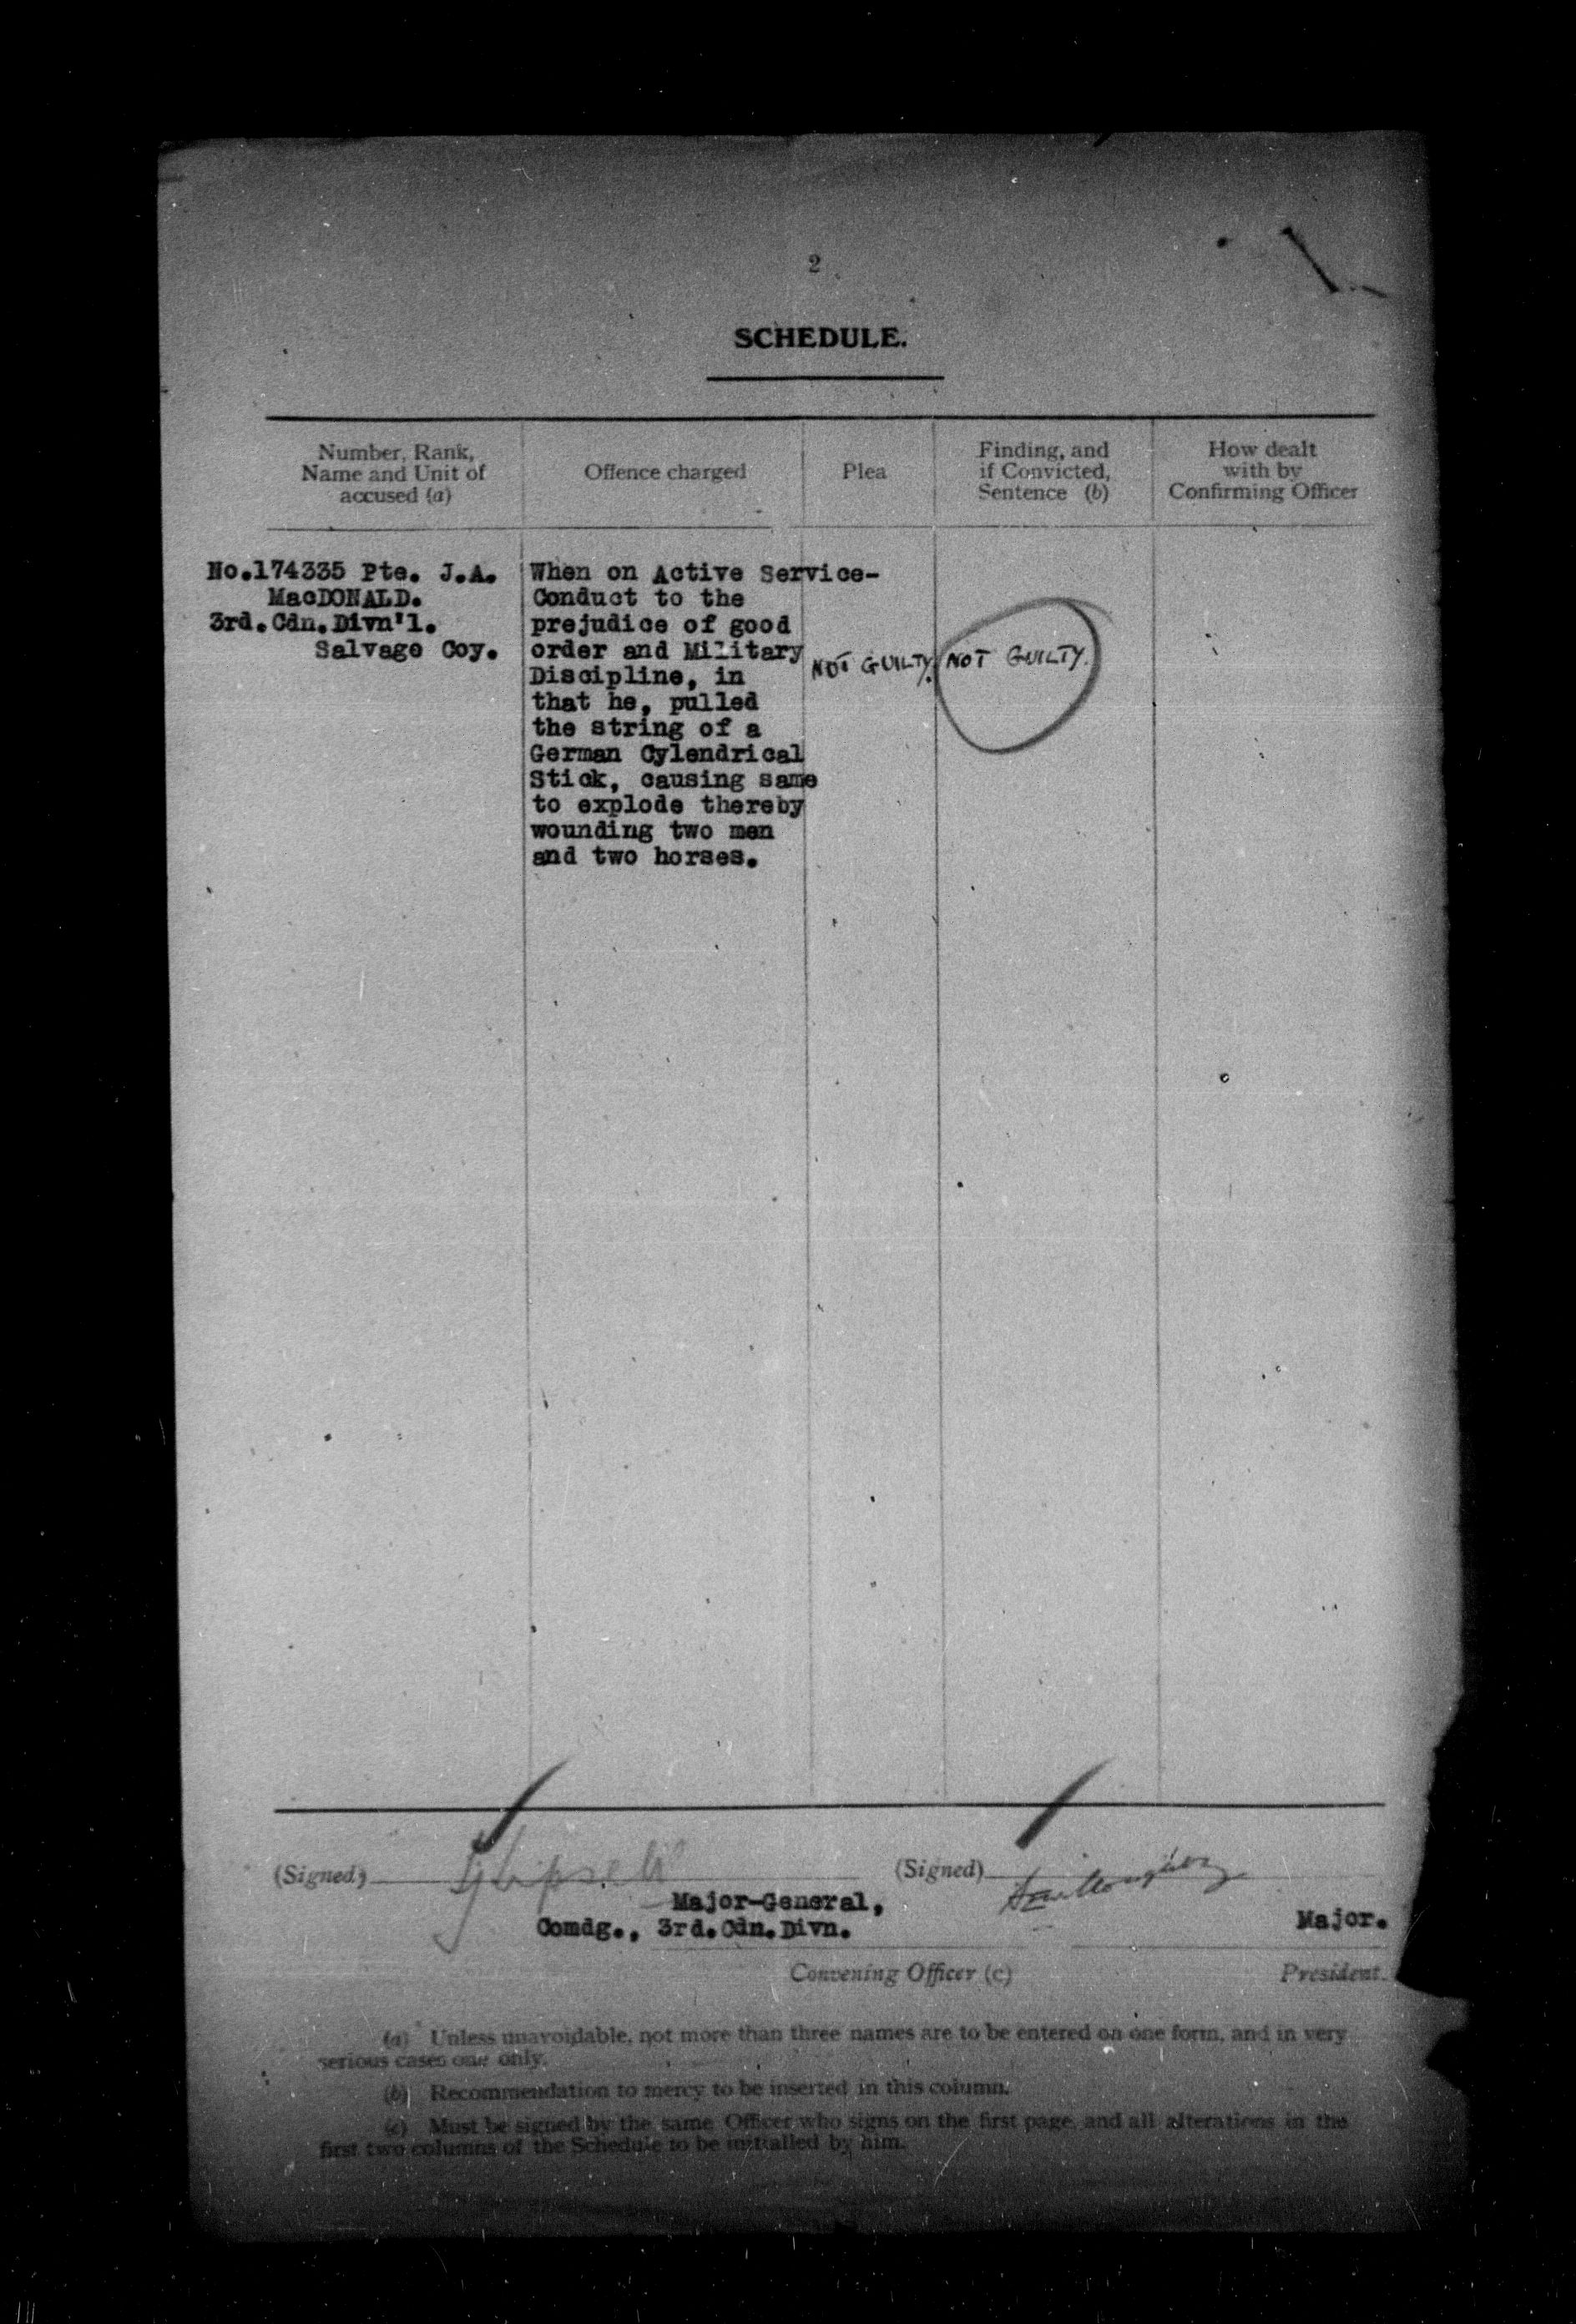 2
SCHEDULE.
Number, Rank,
Name and Unit of
accused (a)
Offence charged
Plea
Finding, and
if Convicted,
Sentence (b)
How dealt
with by
Confirming Officer
No.174335 Pte. J.A.
MacDONALD.
3rd.Cdn.Divn'l.
Salvage Coy.
When on Active Service-
Conduct to the
prejudice of good
order and Military
Discipline, in
that he, pulled
the string of a
German Cylendrical
Stick, causing same
to explode thereby
wounding two men
and two horses.
NOT GUILTY.
NOT GUILTY.
(Signed)
Major-General,
Comdg., 3rd.Cdn.Divn.
Convening Officer (c)
(Signed)
Major.
President.
(a) Unless unavoidable, not more than three names are to be entered on one form, and in very
serious cases one only.
(b) Recommendation to mercy to be inserted in this column.
(c) Must be signed by the same Officer who signs on the first page, and all alterations in the
first two columns of the Schedule to be initialled by him.